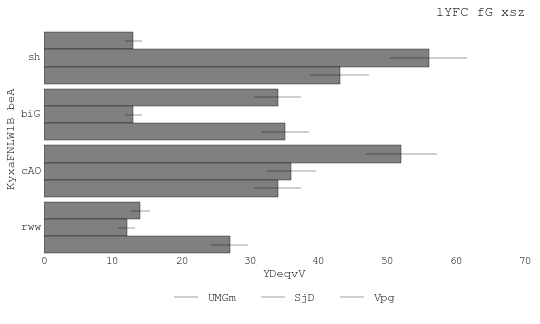 lYFC fG xsz
KyxaFNLWlB beA
sh
biG
cAO
rww
0 10 20 30 40 50 60 70
YDeqvV
UMGm SjD Vpg